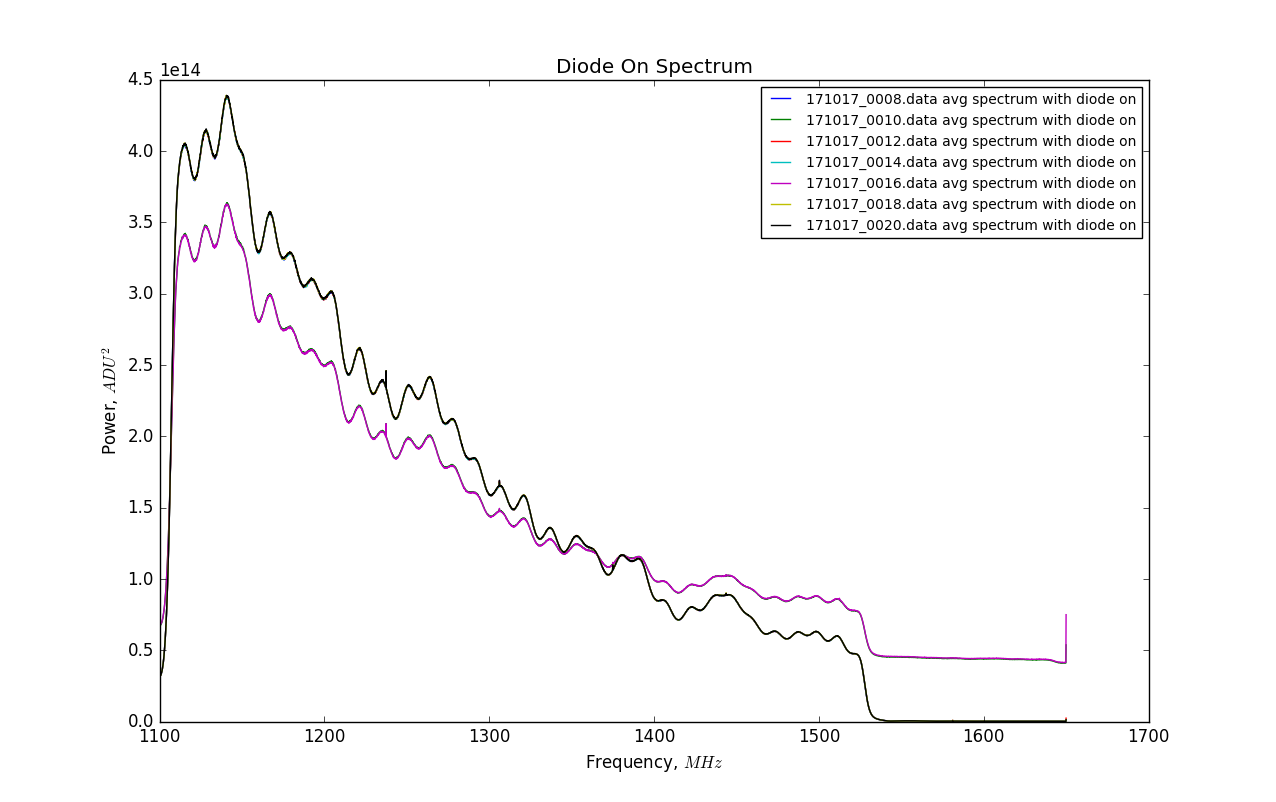 Diode On Spectrum
1e14
4.5
4.0
3.5
3.0
2.5
2.0
1.5
1.0
0.5
0.0
Power, ADU²
171017_0008.data avg spectrum with diode on
171017_0010.data avg spectrum with diode on
171017_0012.data avg spectrum with diode on
171017_0014.data avg spectrum with diode on
171017_0016.data avg spectrum with diode on
171017_0018.data avg spectrum with diode on
171017_0020.data avg spectrum with diode on
1100 1200 1300 1400 1500 1600 1700
Frequency, MHz